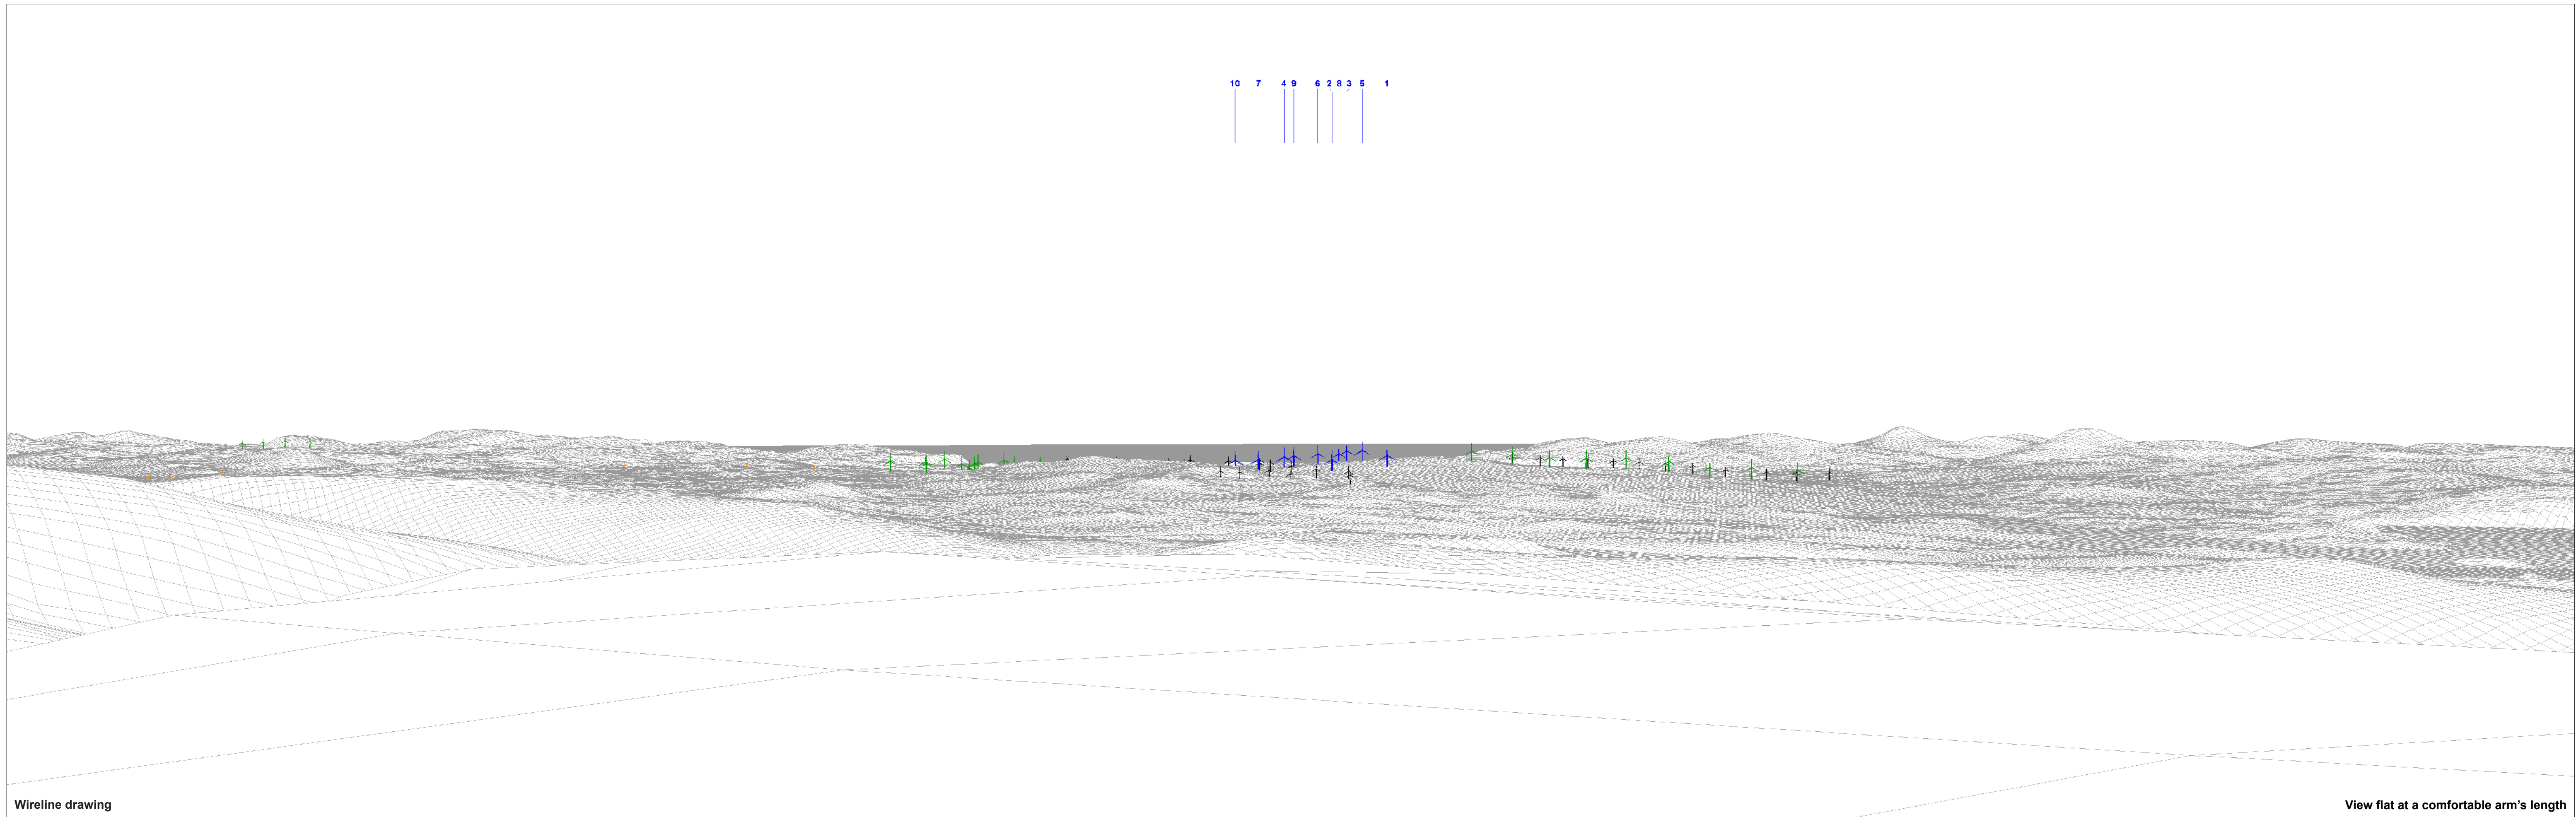 10 7 4 9 6 2 8 3 5 1
Wireline drawing
View flat at a comfortable arm's length